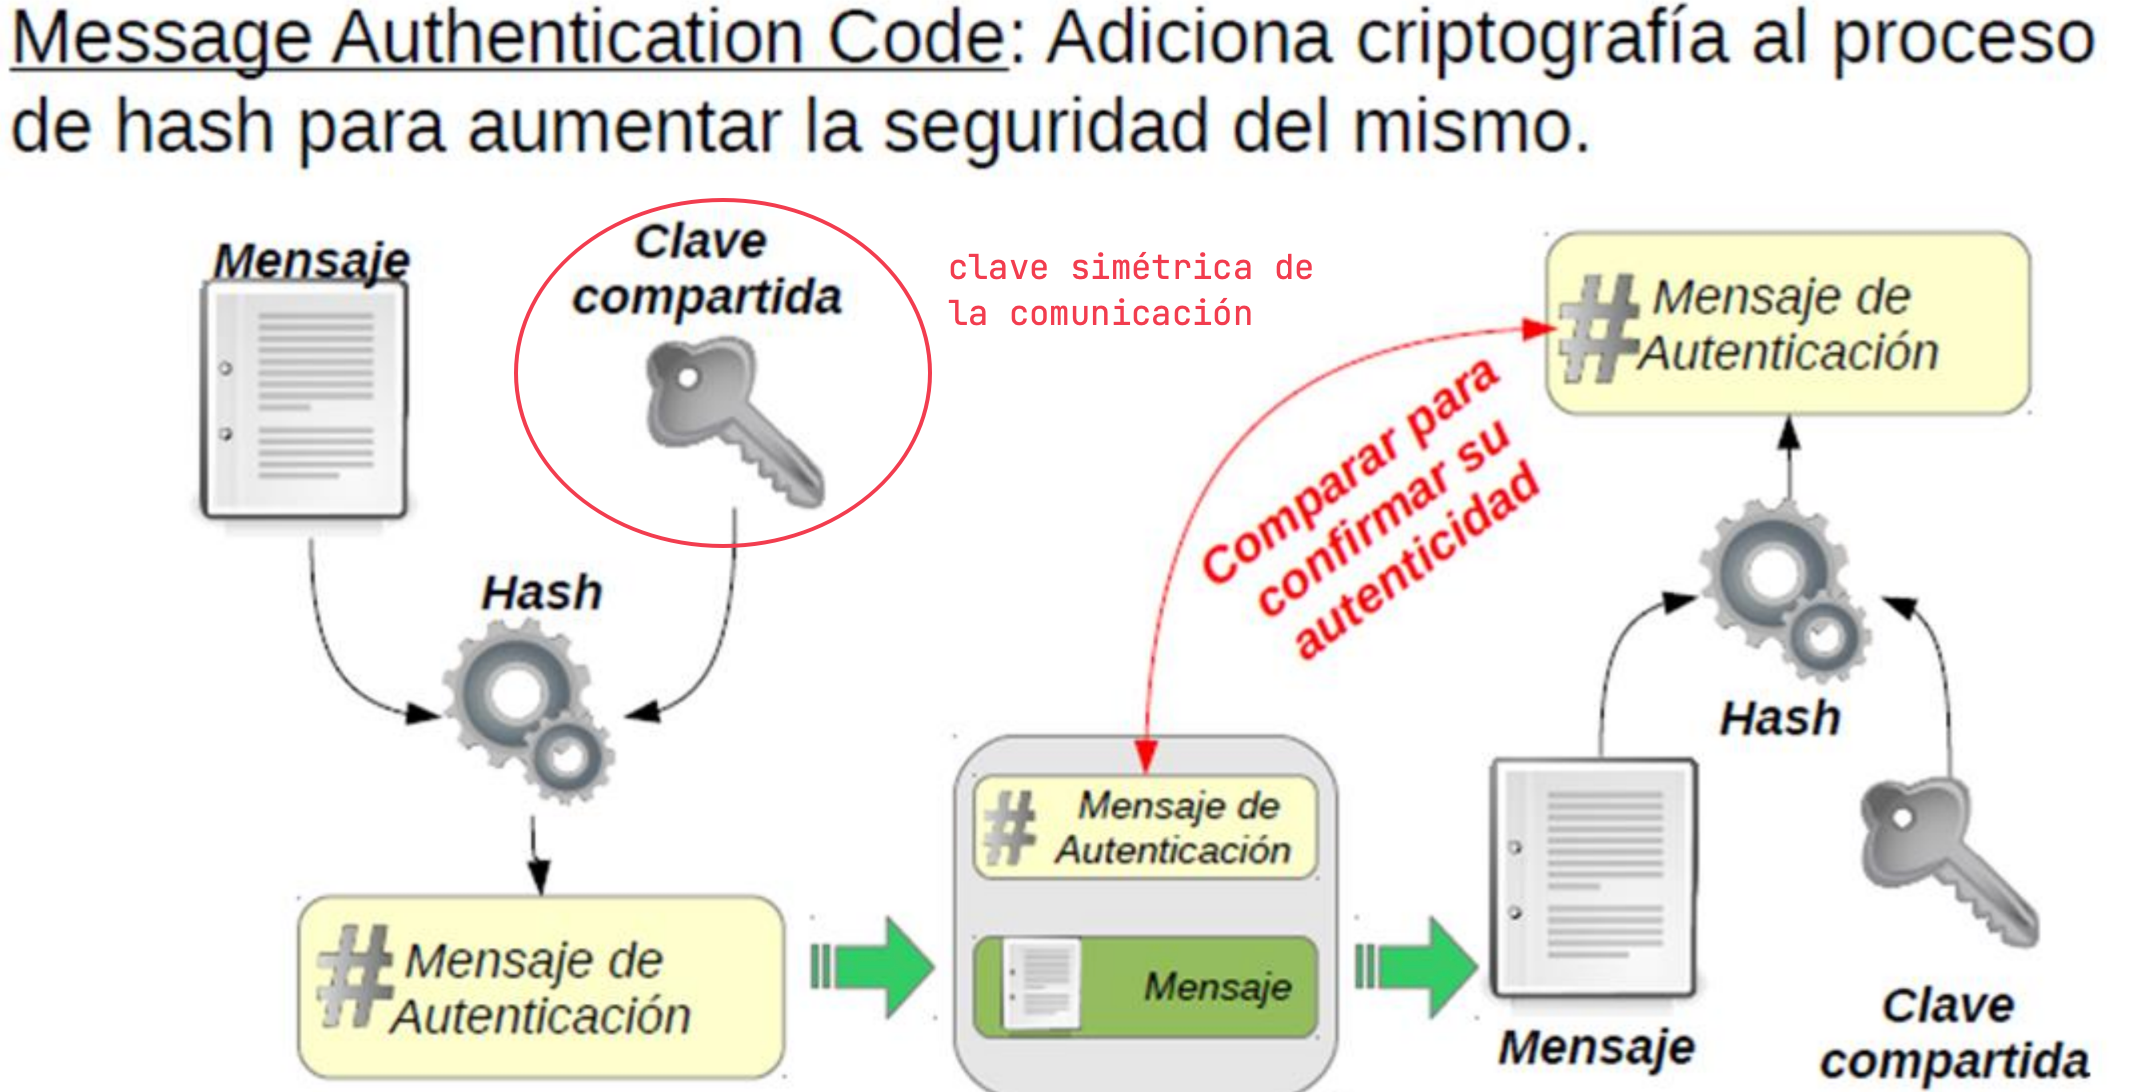 Message Authentication Code: Adiciona criptografía al proceso
de hash para aumentar la seguridad del mismo.
Mensaje
Clave
compartida
clave simétrica de
la comunicación
# Mensaje de
Autenticación
Comparar para
confirmar su
autenticidad
Hash
Hash
# Mensaje de
Autenticación
# Mensaje de
Autenticación
Mensaje
Mensaje
Clave
compartida